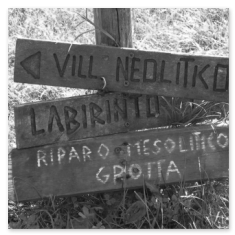 VILL NEOLITICO
LABIRINTO
RIPARO MESOLITICO
GROTTA